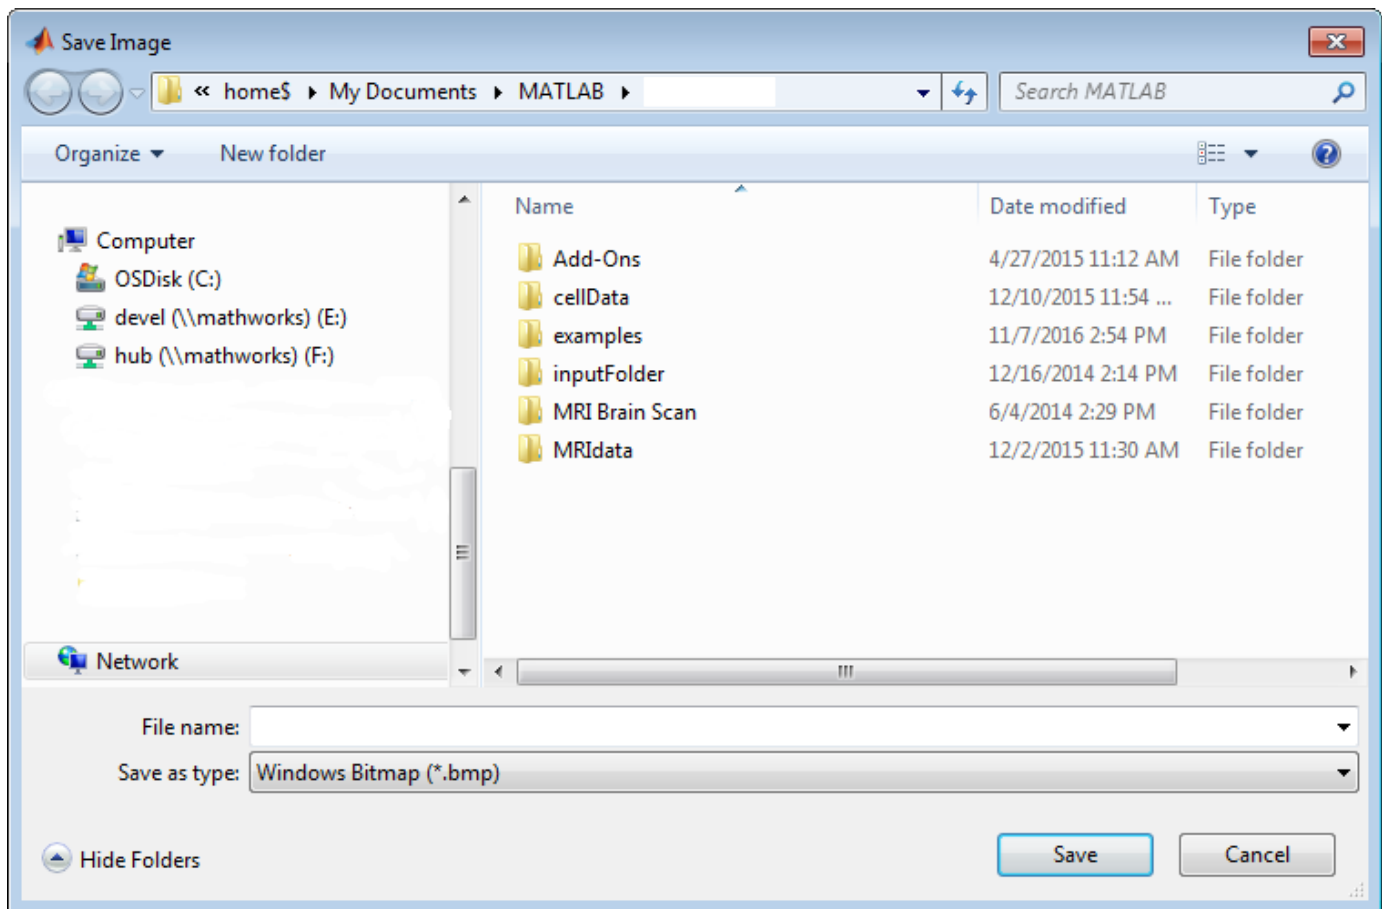 Save Image
« home$ ▸ My Documents ▸ MATLAB ▸
Search MATLAB
Organize
New folder
Computer
OSDisk (C:)
devel (\\mathworks) (E:)
hub (\\mathworks) (F:)
Network
Name Date modified Type
Add-Ons 4/27/2015 11:12 AM File folder
cellData 12/10/2015 11:54 ... File folder
examples 11/7/2016 2:54 PM File folder
inputFolder 12/16/2014 2:14 PM File folder
MRI Brain Scan 6/4/2014 2:29 PM File folder
MRIdata 12/2/2015 11:30 AM File folder
File name:
Save as type: Windows Bitmap (*.bmp)
Hide Folders
Save
Cancel